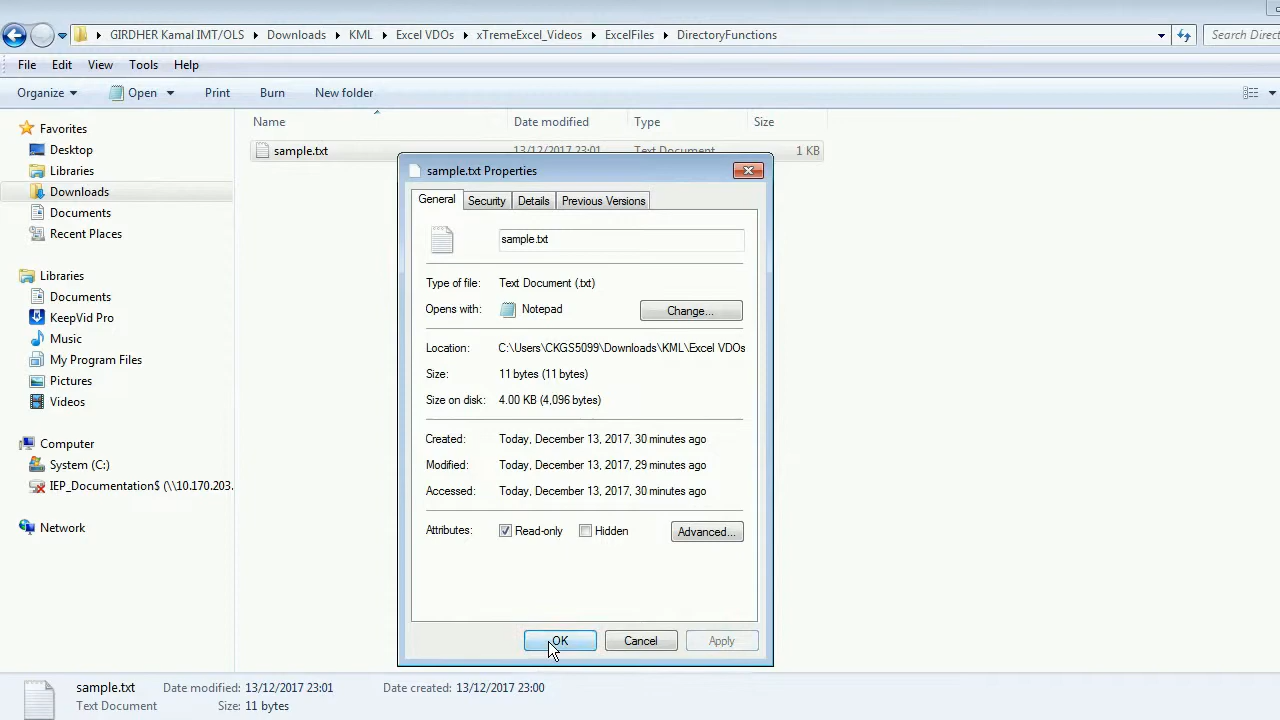 GIRDHER Kamal IMT/OLS Downloads KML Excel VDOs xTremeExcel_Videos ExcelFiles DirectoryFunctions Search Direct
File Edit View Tools Help
Organize Open Print Burn New folder
Favorites
Desktop
Libraries
Downloads
Documents
Recent Places
Libraries
Documents
KeepVid Pro
Music
My Program Files
Pictures
Videos
Computer
System (C:)
IEP_Documentation$ (\\10.170.203.
Network
Name Date modified Type Size
sample.txt 13/12/2017 23:01 Text Document 1 KB
sample.txt Properties
General Security Details Previous Versions
sample.txt
Type of file: Text Document (.txt)
Opens with: Notepad Change...
Location: C:\Users\CKGS5099\Downloads\KML\Excel VDOs
Size: 11 bytes (11 bytes)
Size on disk: 4.00 KB (4,096 bytes)
Created: Today, December 13, 2017, 30 minutes ago
Modified: Today, December 13, 2017, 29 minutes ago
Accessed: Today, December 13, 2017, 30 minutes ago
Attributes: Read-only Hidden Advanced...
OK Cancel Apply
sample.txt Date modified: 13/12/2017 23:01 Date created: 13/12/2017 23:00
Text Document Size: 11 bytes